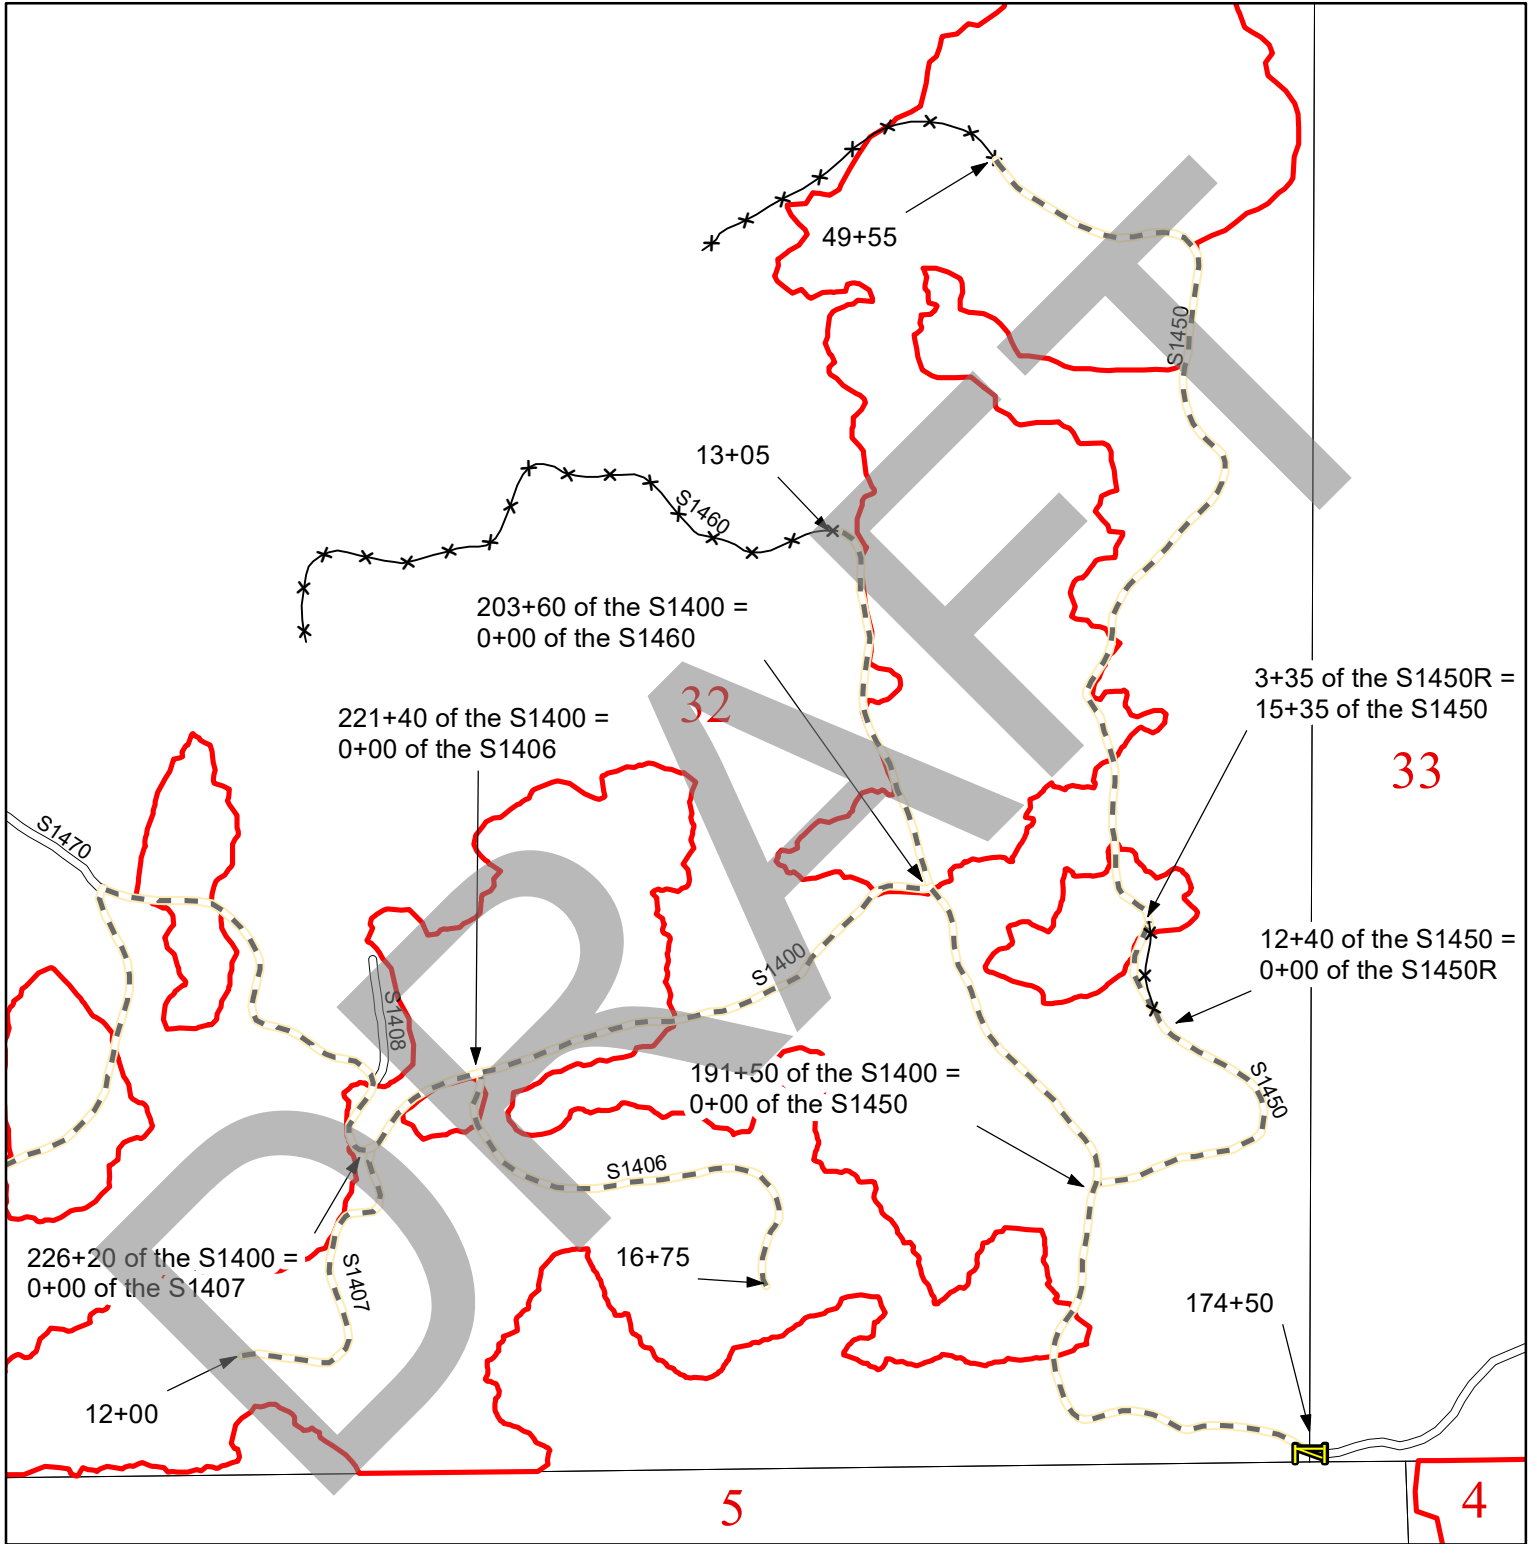 49+55
S1450
13+05
S1460
203+60 of the S1400 =
0+00 of the S1460
32
3+35 of the S1450R =
15+35 of the S1450
221+40 of the S1400 =
0+00 of the S1406
33
S1470
12+40 of the S1450 =
0+00 of the S1450R
S1400
S1408
191+50 of the S1400 =
0+00 of the S1450
S1450
S1406
226+20 of the S1400 =
0+00 of the S1407
S1407
16+75
174+50
12+00
5
4
DRAFT